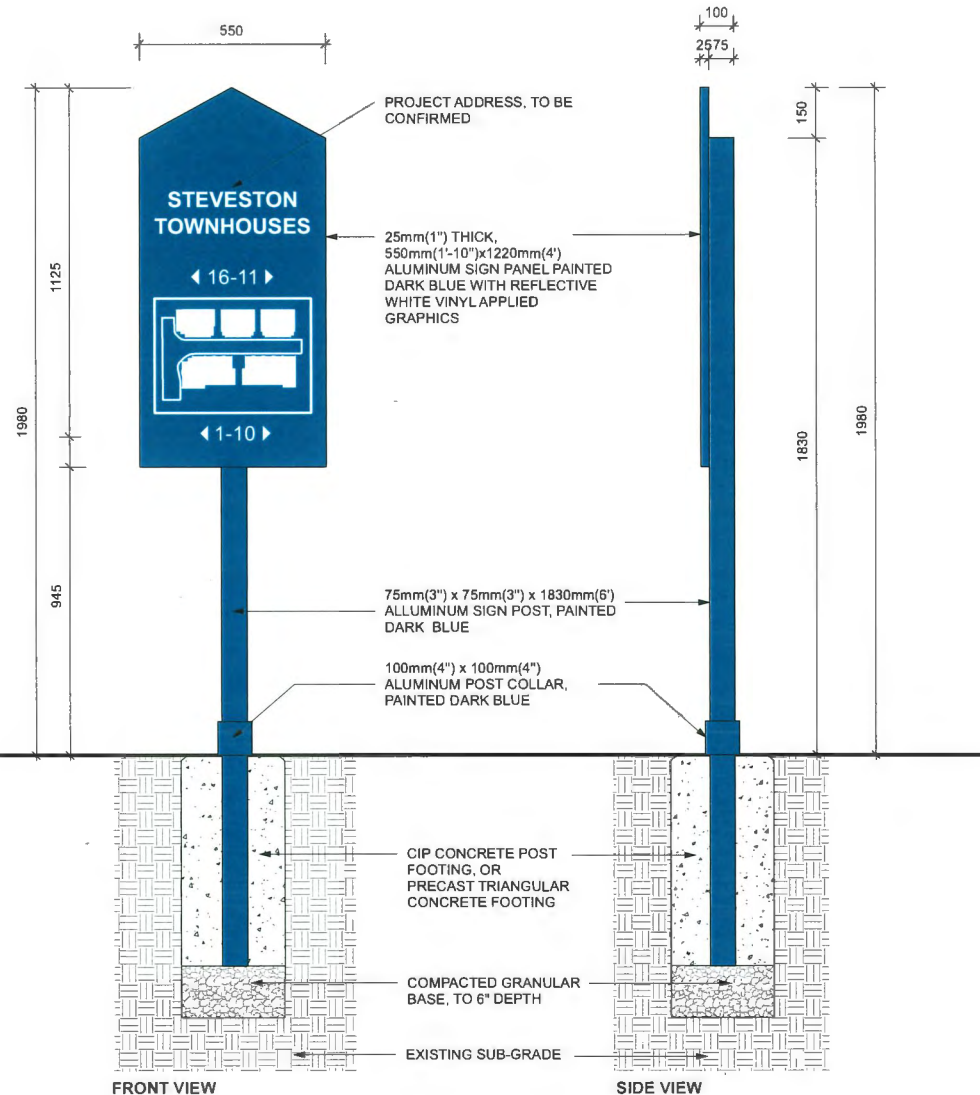 550
100
2575
PROJECT ADDRESS, TO BE
CONFIRMED
150
STEVESTON
TOWNHOUSES
25mm(1") THICK,
550mm(1'-10")x1220mm(4')
ALUMINUM SIGN PANEL PAINTED
DARK BLUE WITH REFLECTIVE
WHITE VINYL APPLIED
GRAPHICS
16-11
1125
1980
1-10
1830
1980
945
75mm(3") x 75mm(3") x 1830mm(6')
ALLUMINUM SIGN POST, PAINTED
DARK BLUE
100mm(4") x 100mm(4")
ALUMINUM POST COLLAR,
PAINTED DARK BLUE
CIP CONCRETE POST
FOOTING, OR
PRECAST TRIANGULAR
CONCRETE FOOTING
COMPACTED GRANULAR
BASE, TO 6" DEPTH
EXISTING SUB-GRADE
FRONT VIEW
SIDE VIEW